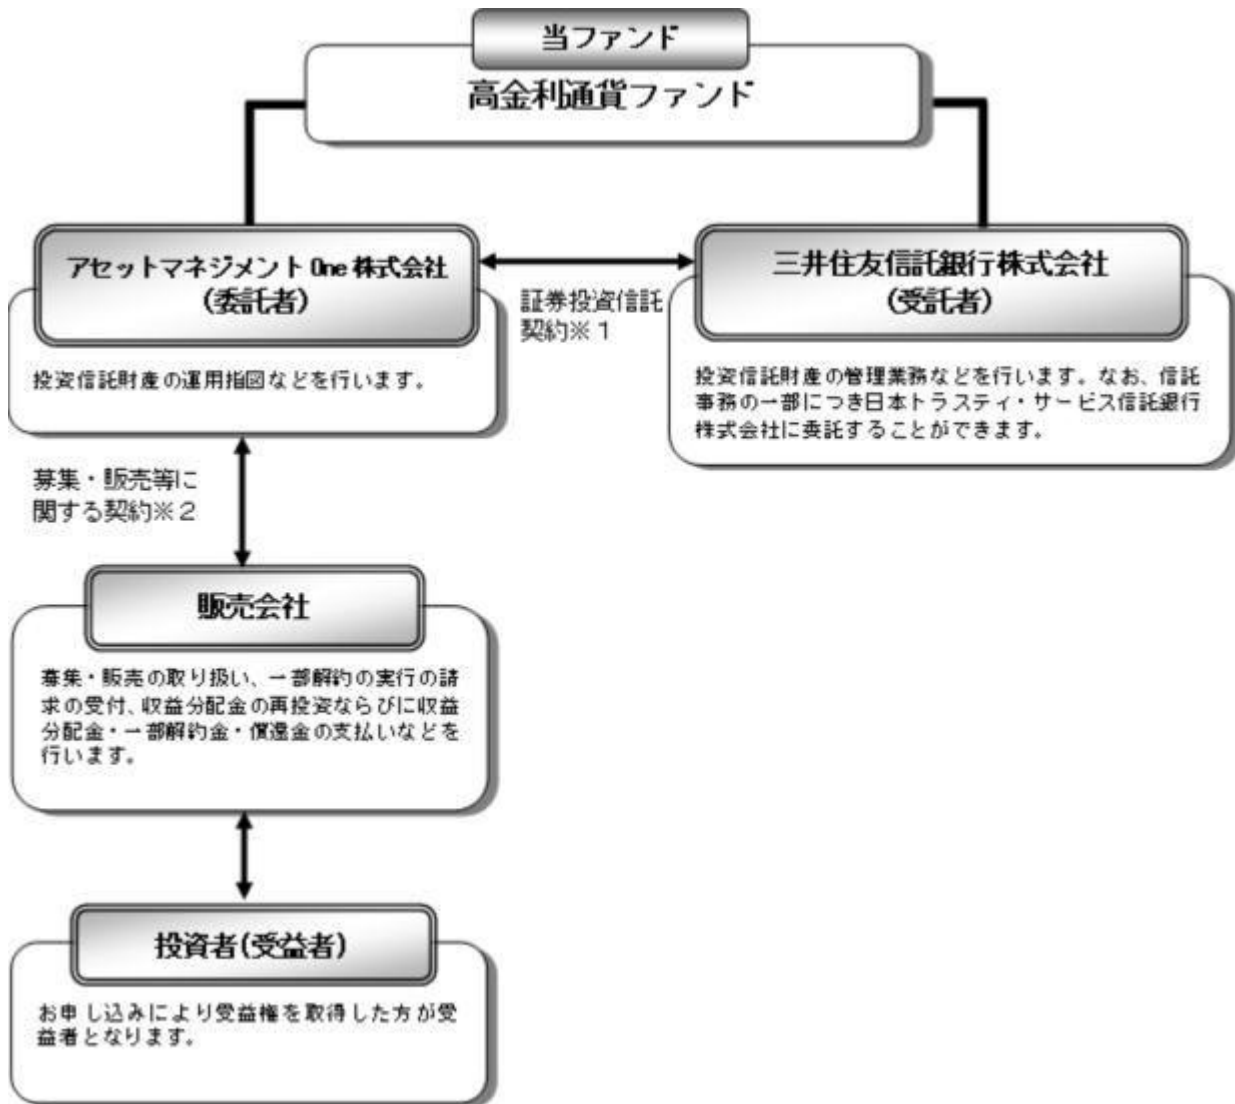 当ファンド
高金利通貨ファンド
アセットマネジメントOne株式会社
(委託者)
投資信託財産の運用指図などを行います。
証券投資信託
契約※1
三井住友信託銀行株式会社
(受託者)
投資信託財産の管理業務などを行います。なお、信託
事務の一部につき日本トラスティ・サービス信託銀行
株式会社に委託することができます。
募集・販売等に
関する契約※2
販売会社
募集・販売の取り扱い、一部解約の実行の請
求の受付、収益分配金の再投資ならびに収益
分配金・一部解約金・償還金の支払いなどを
行います。
投資者(受益者)
お申し込みにより受益権を取得した方が受
益者となります。